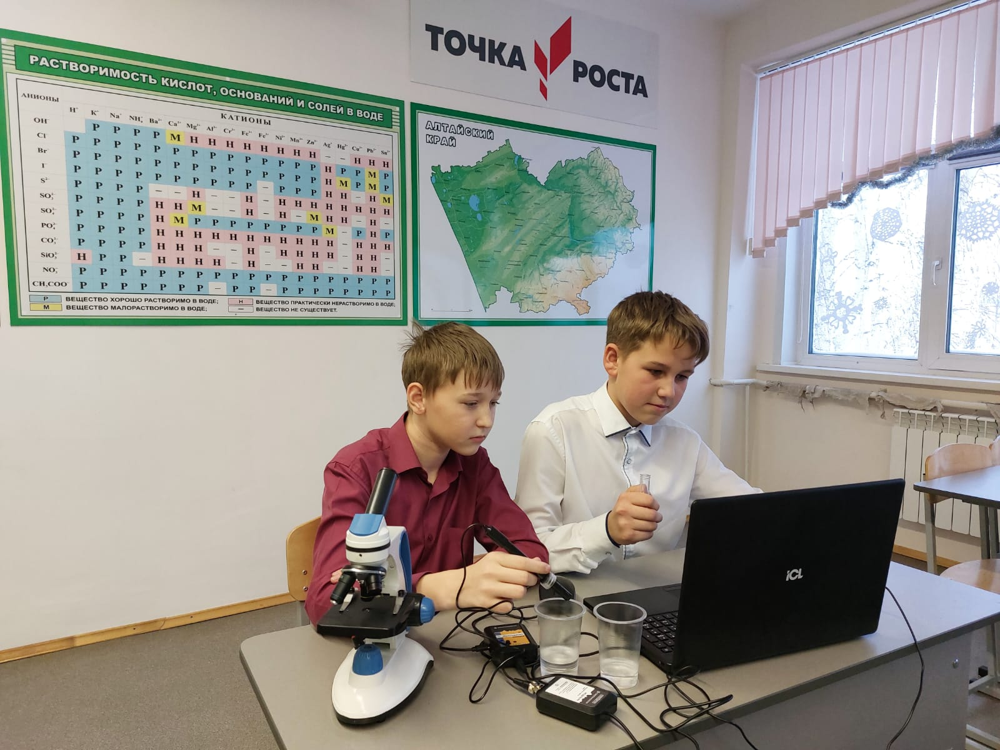 ТОЧКА РОСТА
РАСТВОРИМОСТЬ КИСЛОТ, ОСНОВАНИЙ И СОЛЕЙ В ВОДЕ
АНИОНЫ
КАТИОНЫ
H⁺ K⁺ Na⁺ NH₄⁺ Ba²⁺ Ca²⁺ Mg²⁺ Al³⁺ Cr³⁺ Fe²⁺ Fe³⁺ Ni²⁺ Mn²⁺ Zn²⁺ Ag⁺ Hg²⁺ Cu²⁺ Pb²⁺ Sn²⁺
OH⁻ Р Р Р Р М Н Н Н Н Н Н Н Н – – Н Н Н
Cl⁻ Р Р Р Р Р Р Р Р Р Р Р Р Р Р Н Р Р М Р
Br⁻ Р Р Р Р Р Р Р Р Р Р Р Р Р Р Н М Р М Р
I⁻ Р Р Р Р Р Р Р Р Р Р – Р Р Р Н Н – Н М
S²⁻ Р Р Р Р – – Н – – Н – Н Н Н Н Н Н Н Н
SO₃²⁻ Р Р Р Р Н Н М – – Н – Н – М Н Н – Н –
SO₄²⁻ Р Р Р Р Н М Р Р Р Р Р Р Р Р М – Р Н Р
PO₄³⁻ Р Р Р Р Н Н Н Н Н Н Н Н Н Н Н Н Н Н Н
CO₃²⁻ Р Р Р Р Н Н Н – – Н – Н Н Н Н – Н Н –
SiO₃²⁻ Н Р Р – Н Н Н Н – Н – – Н Н – – Н Н –
NO₃⁻ Р Р Р Р Р Р Р Р Р Р Р Р Р Р Р Р Р Р Р
CH₃COO⁻ Р Р Р Р Р Р Р – Р Р – Р Р Р Р Р Р Р Р
Р ВЕЩЕСТВО ХОРОШО РАСТВОРИМО В ВОДЕ; Н ВЕЩЕСТВО ПРАКТИЧЕСКИ НЕРАСТВОРИМО В ВОДЕ;
М ВЕЩЕСТВО МАЛОРАСТВОРИМО В ВОДЕ; – ВЕЩЕСТВО НЕ СУЩЕСТВУЕТ.
АЛТАЙСКИЙ
КРАЙ
iCL